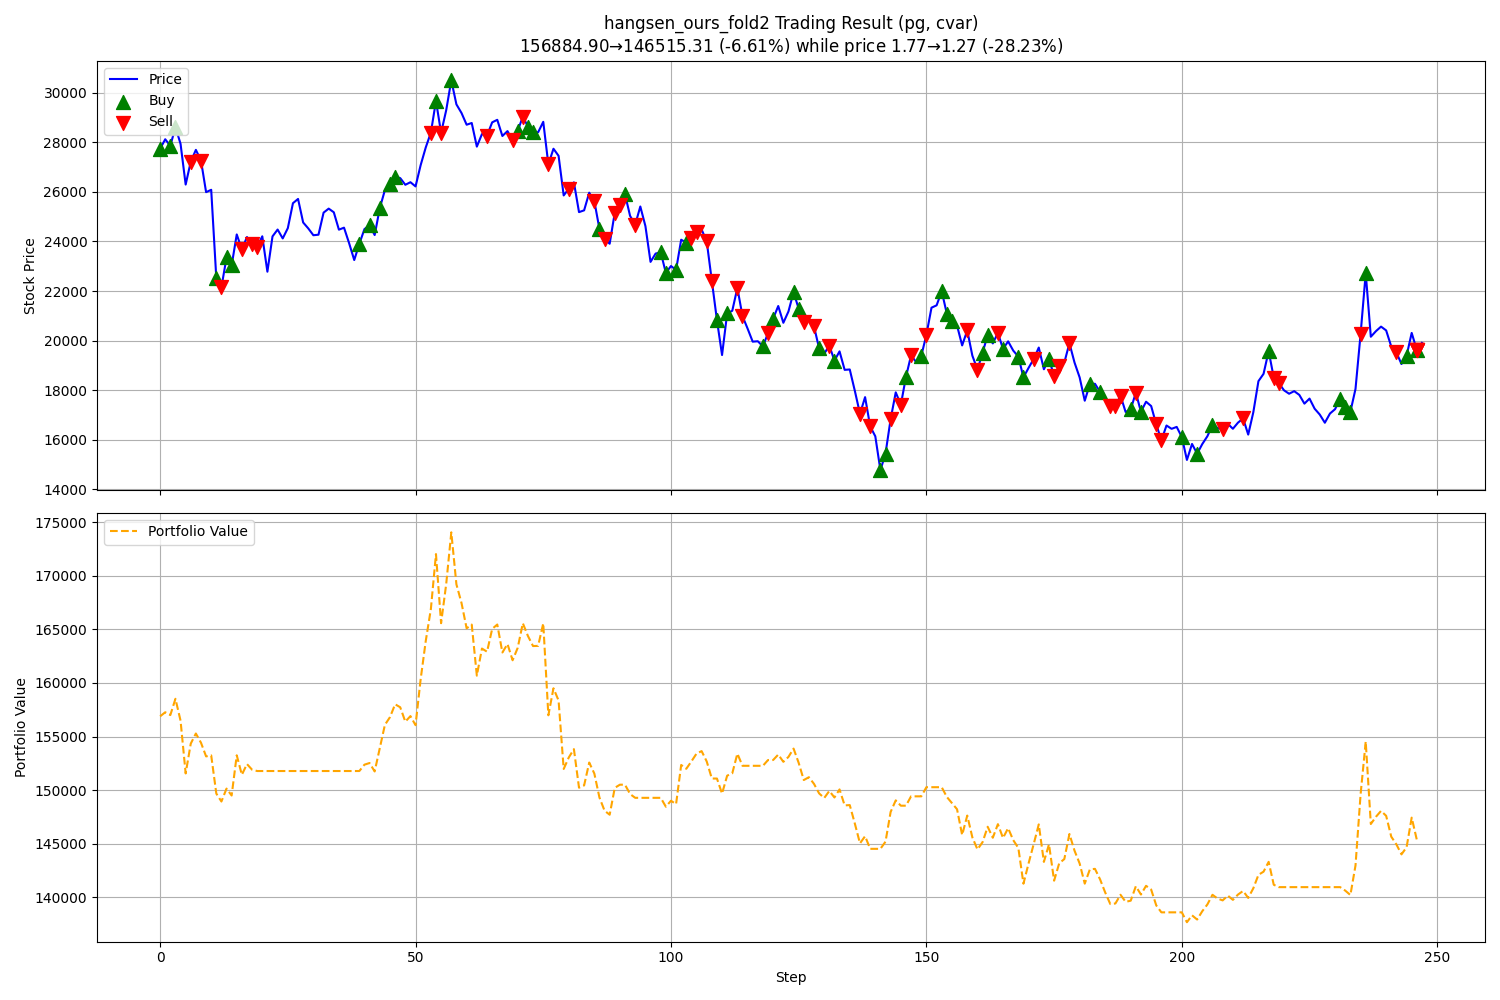 hangsen_ours_fold2 Trading Result (pg, cvar)
156884.90→146515.31 (-6.61%) while price 1.77→1.27 (-28.23%)
Price
Buy
Sell
Stock Price
30000
28000
26000
24000
22000
20000
18000
16000
14000
Portfolio Value
Portfolio Value
175000
170000
165000
160000
155000
150000
145000
140000
0 50 100 150 200 250
Step